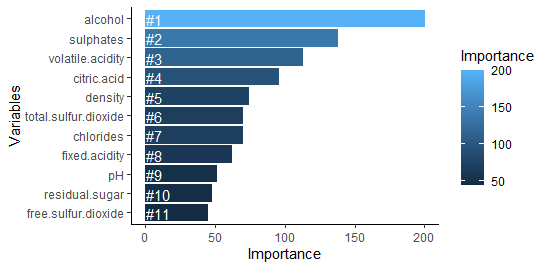 alcohol #1
sulphates #2
volatile.acidity #3
citric.acid #4
density #5
total.sulfur.dioxide #6
chlorides #7
fixed.acidity #8
pH #9
residual.sugar #10
free.sulfur.dioxide #11
Variables
0 50 100 150 200
Importance
Importance
200
150
100
50